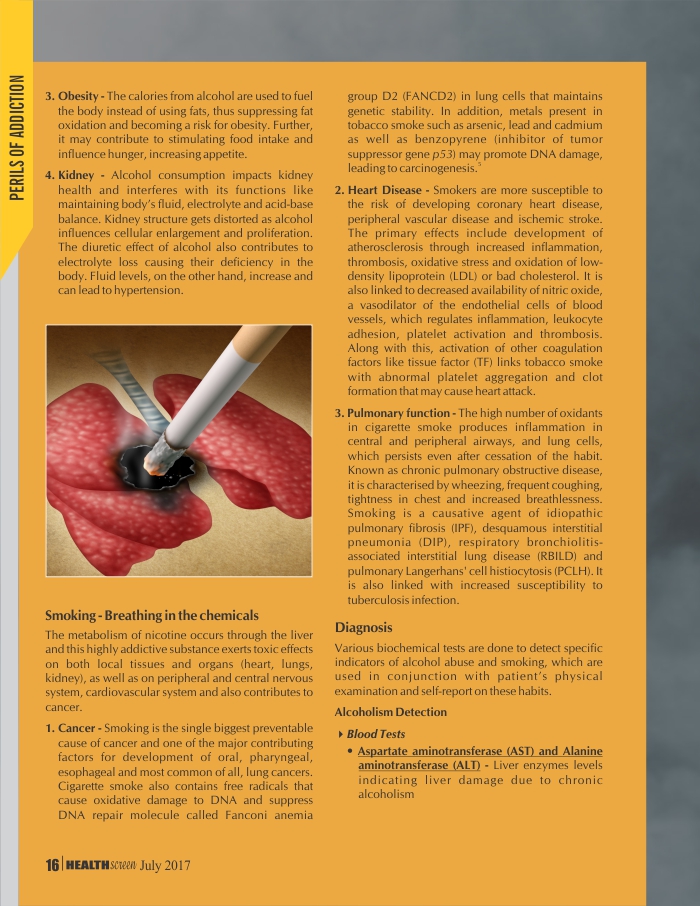 PERILS OF ADDICTION
3. Obesity - The calories from alcohol are used to fuel
the body instead of using fats, thus suppressing fat
oxidation and becoming a risk for obesity. Further,
it may contribute to stimulating food intake and
influence hunger, increasing appetite.
4. Kidney - Alcohol consumption impacts kidney
health and interferes with its functions like
maintaining body's fluid, electrolyte and acid-base
balance. Kidney structure gets distorted as alcohol
influences cellular enlargement and proliferation.
The diuretic effect of alcohol also contributes to
electrolyte loss causing their deficiency in the
body. Fluid levels, on the other hand, increase and
can lead to hypertension.
Smoking - Breathing in the chemicals
The metabolism of nicotine occurs through the liver
and this highly addictive substance exerts toxic effects
on both local tissues and organs (heart, lungs,
kidney), as well as on peripheral and central nervous
system, cardiovascular system and also contributes to
cancer.
1. Cancer - Smoking is the single biggest preventable
cause of cancer and one of the major contributing
factors for development of oral, pharyngeal,
esophageal and most common of all, lung cancers.
Cigarette smoke also contains free radicals that
cause oxidative damage to DNA and suppress
DNA repair molecule called Fanconi anemia
group D2 (FANCD2) in lung cells that maintains
genetic stability. In addition, metals present in
tobacco smoke such as arsenic, lead and cadmium
as well as benzopyrene (inhibitor of tumor
suppressor gene p53) may promote DNA damage,
leading to carcinogenesis.5
2. Heart Disease - Smokers are more susceptible to
the risk of developing coronary heart disease,
peripheral vascular disease and ischemic stroke.
The primary effects include development of
atherosclerosis through increased inflammation,
thrombosis, oxidative stress and oxidation of low-
density lipoprotein (LDL) or bad cholesterol. It is
also linked to decreased availability of nitric oxide,
a vasodilator of the endothelial cells of blood
vessels, which regulates inflammation, leukocyte
adhesion, platelet activation and thrombosis.
Along with this, activation of other coagulation
factors like tissue factor (TF) links tobacco smoke
with abnormal platelet aggregation and clot
formation that may cause heart attack.
3. Pulmonary function - The high number of oxidants
in cigarette smoke produces inflammation in
central and peripheral airways, and lung cells,
which persists even after cessation of the habit.
Known as chronic pulmonary obstructive disease,
it is characterised by wheezing, frequent coughing,
tightness in chest and increased breathlessness.
Smoking is a causative agent of idiopathic
pulmonary fibrosis (IPF), desquamous interstitial
pneumonia (DIP), respiratory bronchiolitis-
associated interstitial lung disease (RBILD) and
pulmonary Langerhans' cell histiocytosis (PCLH). It
is also linked with increased susceptibility to
tuberculosis infection.
Diagnosis
Various biochemical tests are done to detect specific
indicators of alcohol abuse and smoking, which are
used in conjunction with patient's physical
examination and self-report on these habits.
Alcoholism Detection
Blood Tests
• Aspartate aminotransferase (AST) and Alanine
aminotransferase (ALT) - Liver enzymes levels
indicating liver damage due to chronic
alcoholism
16 | HEALTHscreen July 2017